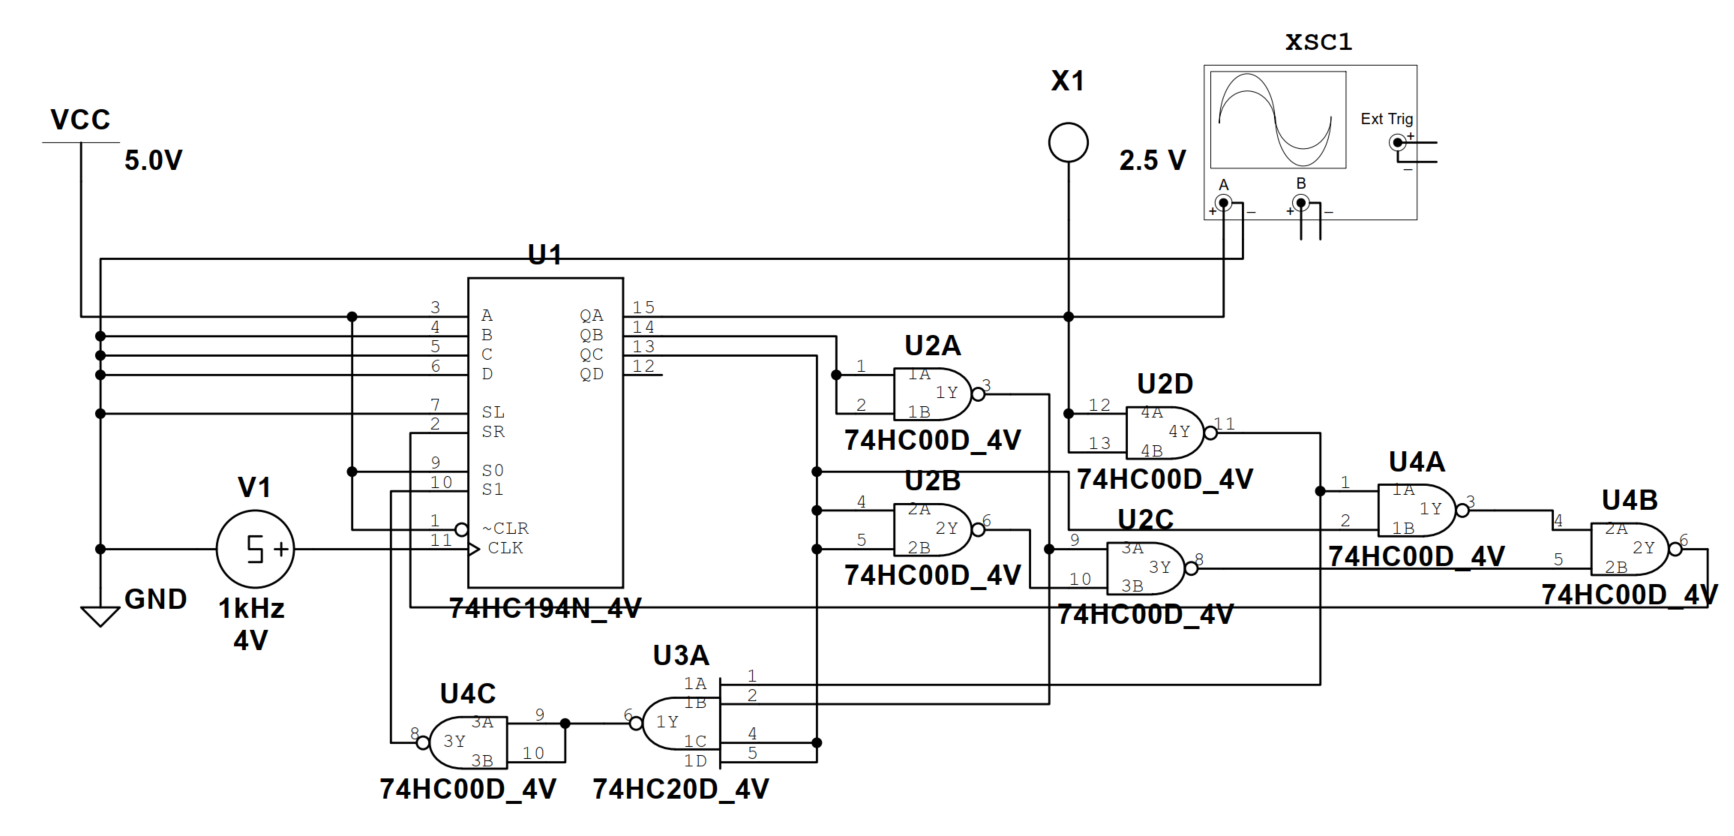 XSC1
X1
Ext Trig
+
VCC
5.0V
2.5 V
_
A
B
+
_
+
_
U1
3
A
QA
15
4
B
QB
14
5
C
QC
13
6
D
QD
12
7
SL
2
SR
9
S0
10
S1
1
~CLR
11
CLK
74HC194N_4V
V1
+
1kHz
4V
GND
U2A
1
1A
1Y
3
2
1B
74HC00D_4V
U2D
12
4A
4Y
11
13
4B
74HC00D_4V
U2B
4
2A
2Y
6
5
2B
74HC00D_4V
U2C
9
3A
3Y
8
10
3B
74HC00D_4V
U4A
1
1A
1Y
3
2
1B
74HC00D_4V
U4B
4
2A
2Y
6
5
2B
74HC00D_4V
U3A
1A
1
1B
2
6
1Y
1C
4
1D
5
74HC20D_4V
U4C
3A
9
8
3Y
3B
10
74HC00D_4V